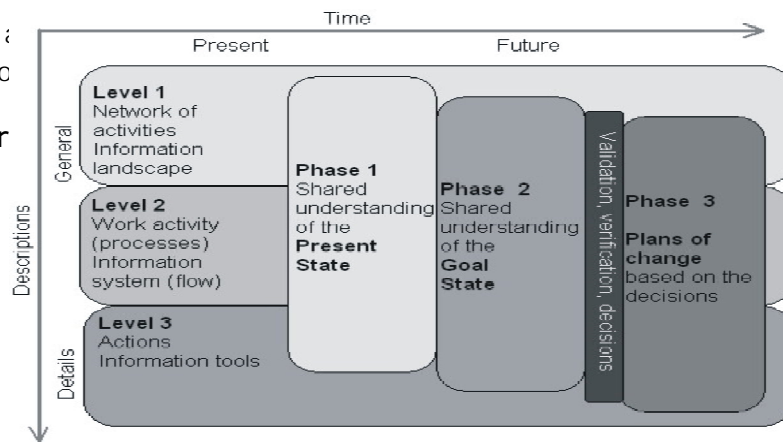 Time
Present
Future
Descriptions
General
Details
Level 1
Network of
activities
Information
landscape
Level 2
Work activity
(processes)
Information
system (flow)
Level 3
Actions
Information tools
Phase 1
Shared
understanding
of the
Present
State
Phase 2
Shared
understanding
of the
Goal
State
Validation, verification, decisions
Phase 3
Plans of
change
based on the
decisions